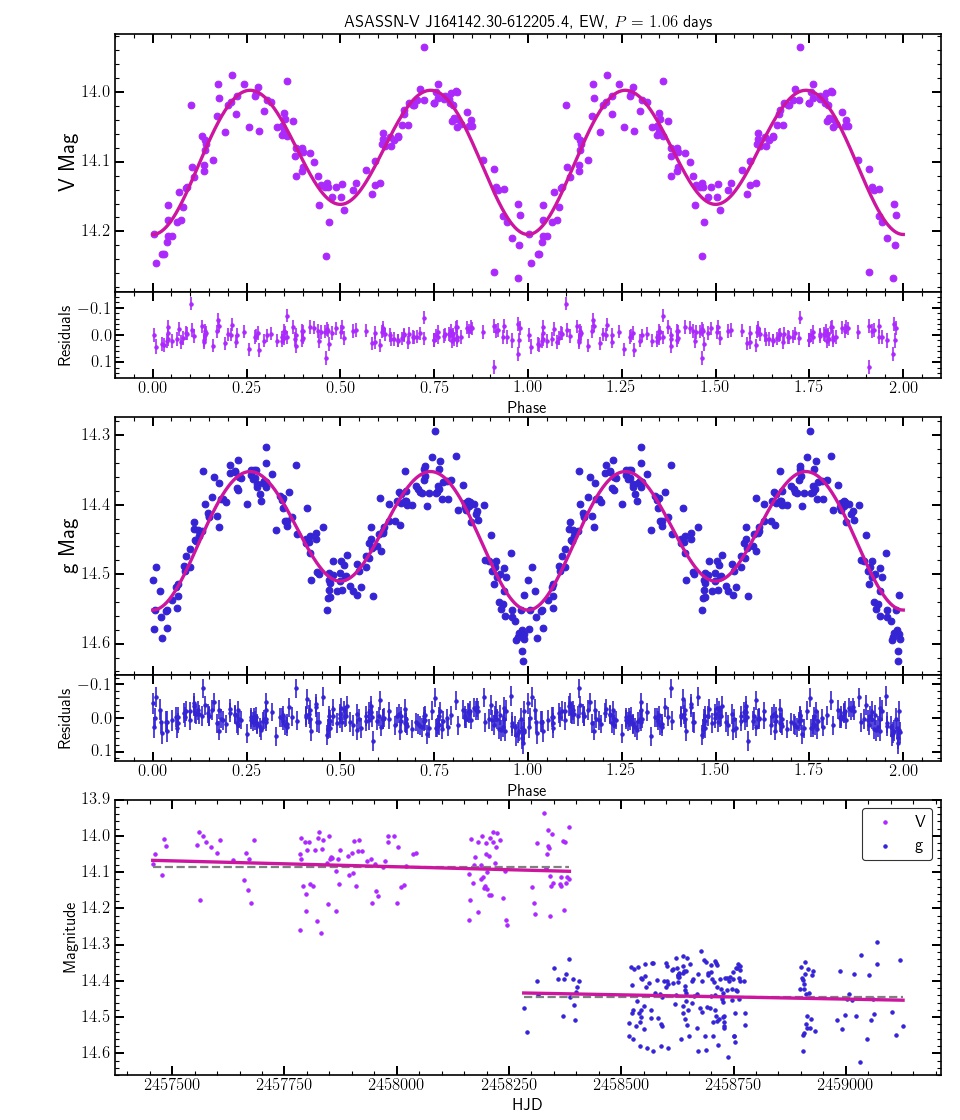 ASASSN-V J164142.30-612205.4, EW, P = 1.06 days
14.0
14.1
14.2
V Mag
−0.1
0.0
0.1
Residuals
0.00 0.25 0.50 0.75 1.00 1.25 1.50 1.75 2.00
Phase
14.3
14.4
14.5
14.6
g Mag
−0.1
0.0
0.1
Residuals
0.00 0.25 0.50 0.75 1.00 1.25 1.50 1.75 2.00
Phase
13.9
14.0
14.1
14.2
14.3
14.4
14.5
14.6
Magnitude
V
g
2457500 2457750 2458000 2458250 2458500 2458750 2459000
HJD